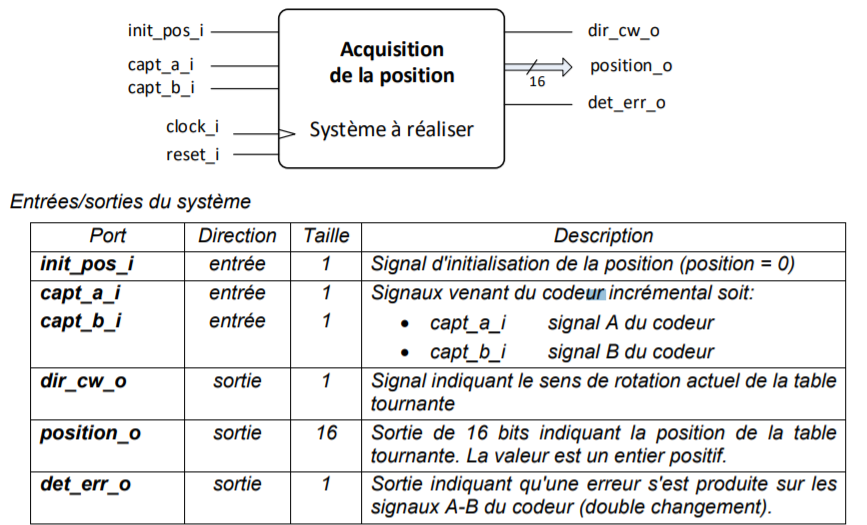 init_pos_i
capt_a_i
capt_b_i
clock_i
reset_i
Acquisition
de la position
Système à réaliser
dir_cw_o
position_o
16
det_err_o
Entrées/sorties du système
Port Direction Taille Description
init_pos_i entrée 1 Signal d'initialisation de la position (position = 0)
capt_a_i entrée 1 Signaux venant du codeur incrémental soit:
capt_b_i entrée 1 • capt_a_i signal A du codeur
• capt_b_i signal B du codeur
dir_cw_o sortie 1 Signal indiquant le sens de rotation actuel de la table
tournante
position_o sortie 16 Sortie de 16 bits indiquant la position de la table
tournante. La valeur est un entier positif.
det_err_o sortie 1 Sortie indiquant qu'une erreur s'est produite sur les
signaux A-B du codeur (double changement).